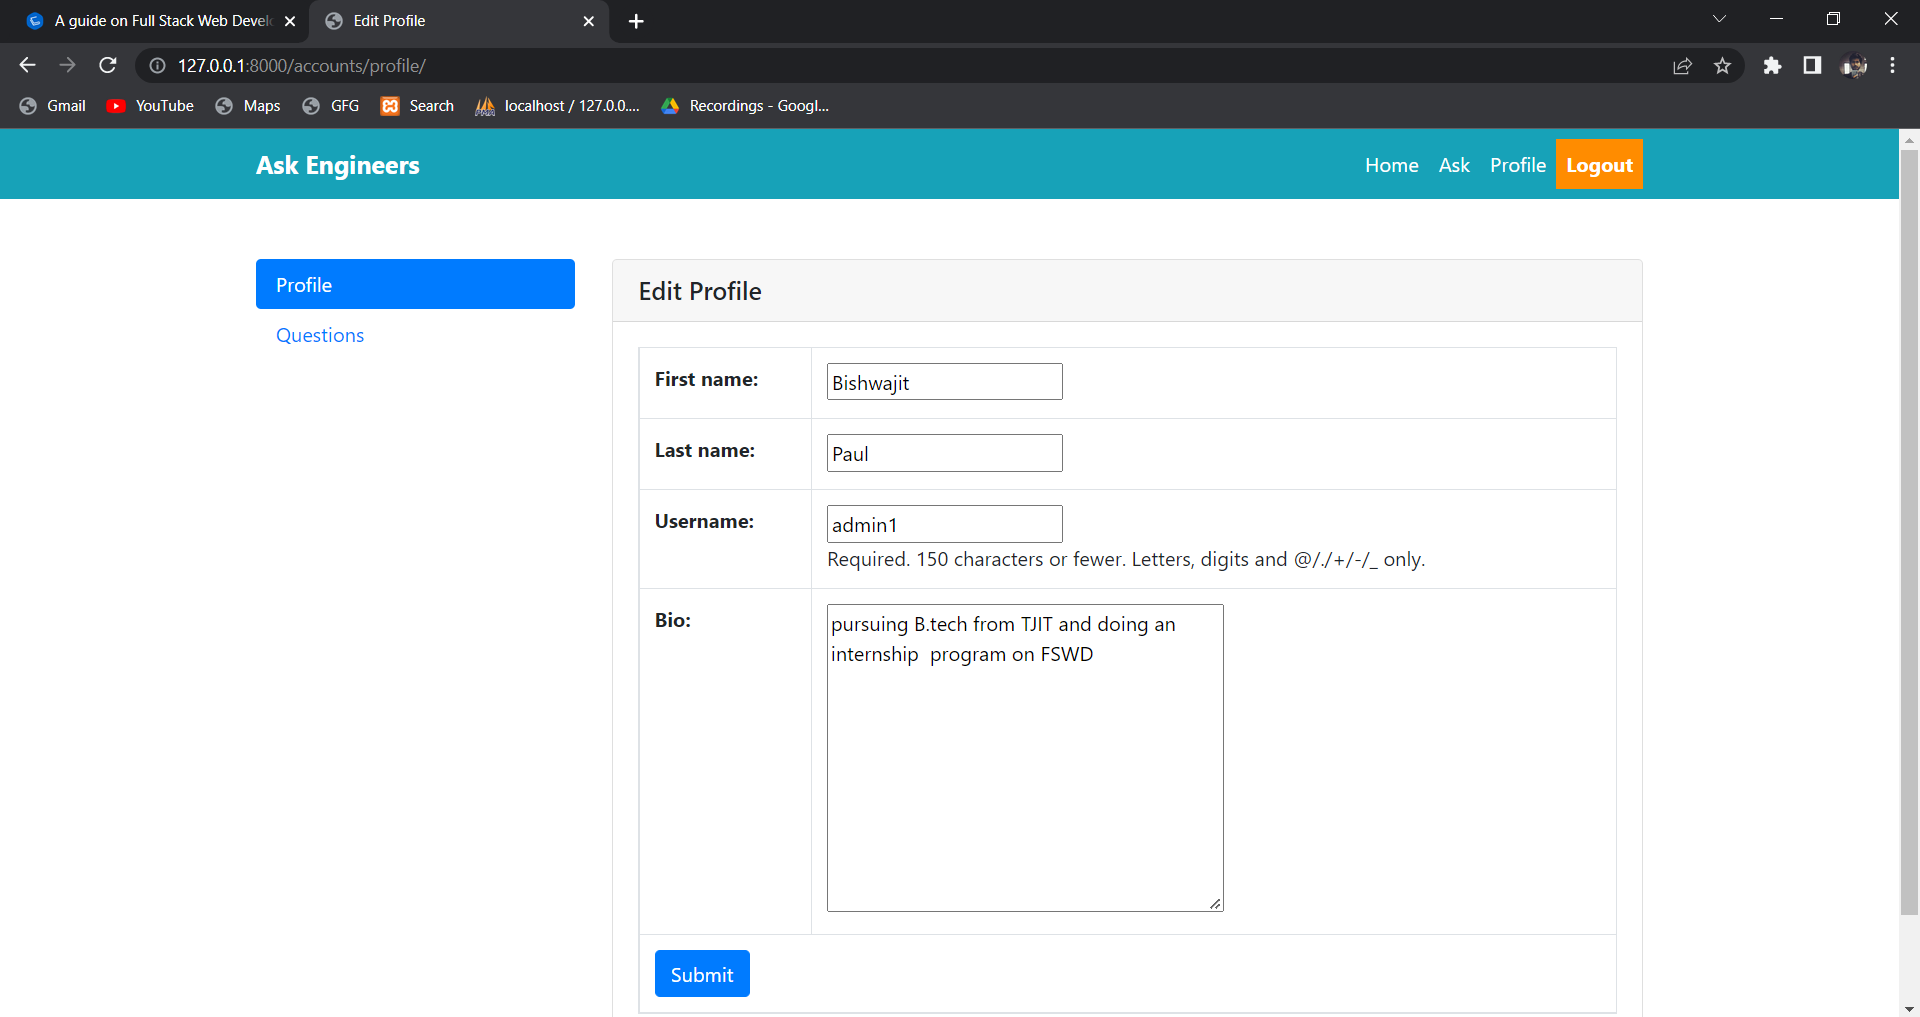 A guide on Full Stack Web Devel
Edit Profile
127.0.0.1:8000/accounts/profile/
Gmail
YouTube
Maps
GFG
Search
localhost / 127.0.0....
Recordings - Googl...
Ask Engineers
Home
Ask
Profile
Logout
Profile
Questions
Edit Profile
First name:
Bishwajit
Last name:
Paul
Username:
admin1
Required. 150 characters or fewer. Letters, digits and @/./+/-/_ only.
Bio:
pursuing B.tech from TJIT and doing an
internship  program on FSWD
Submit